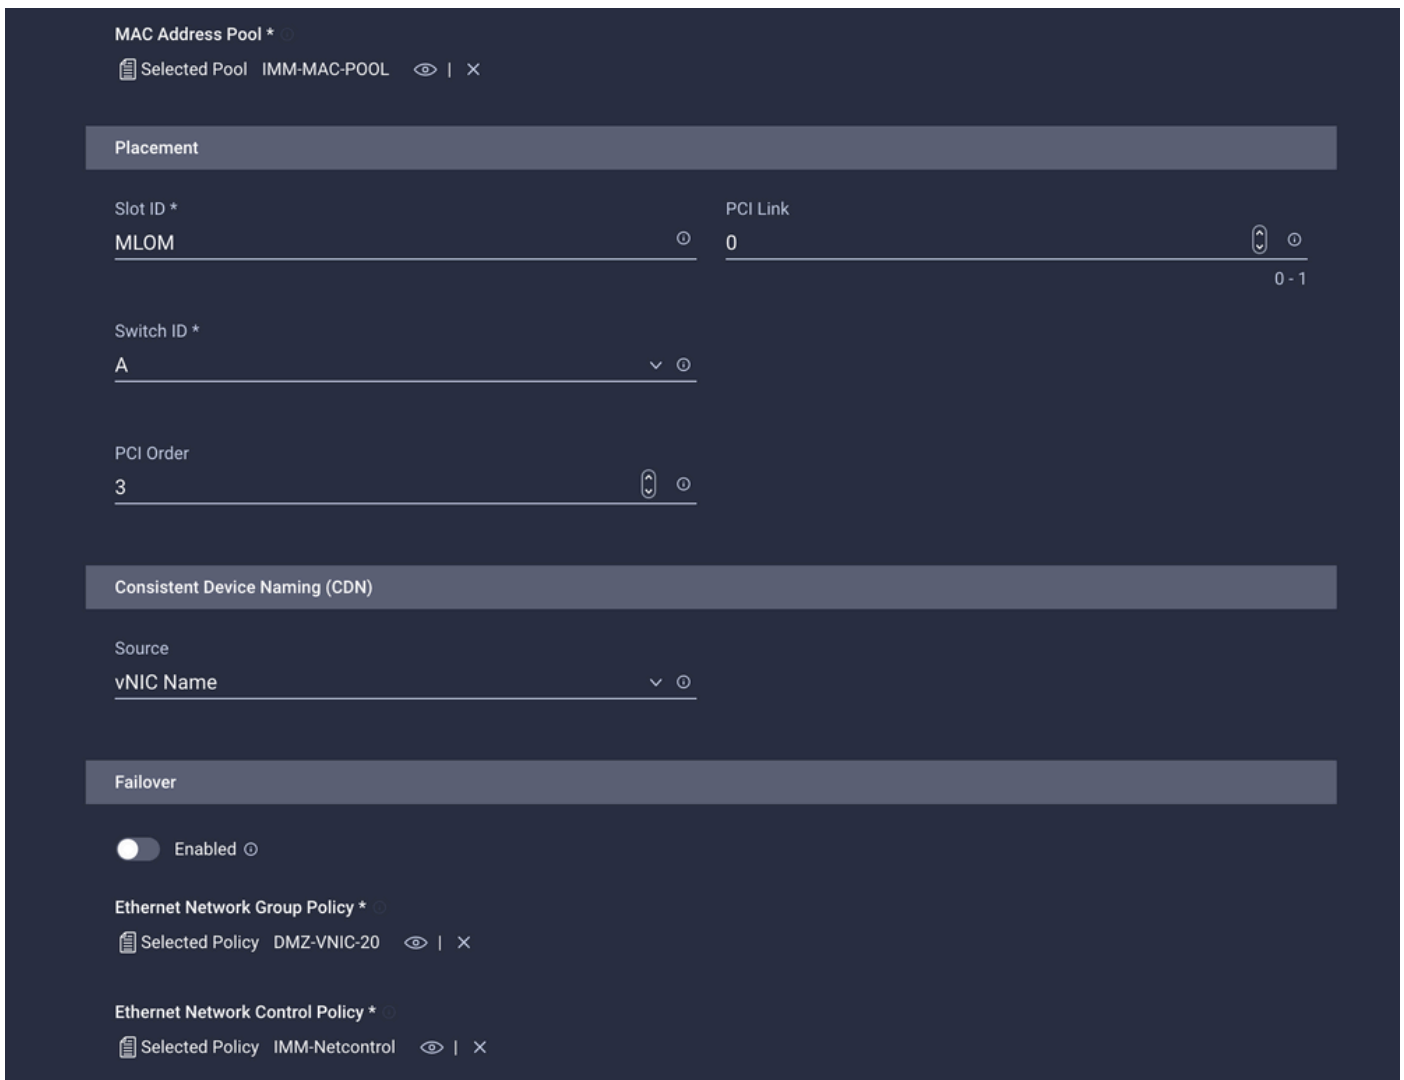 MAC Address Pool *
Selected Pool IMM-MAC-POOL |
Placement
Slot ID * PCI Link
MLOM 0
0 - 1
Switch ID *
A
PCI Order
3
Consistent Device Naming (CDN)
Source
vNIC Name
Failover
Enabled
Ethernet Network Group Policy *
Selected Policy DMZ-VNIC-20 |
Ethernet Network Control Policy *
Selected Policy IMM-Netcontrol |